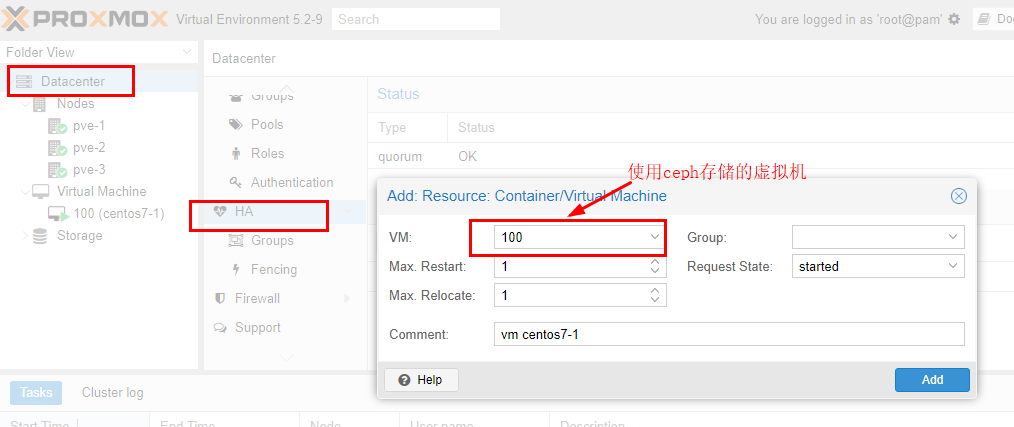 PROXMOX Virtual Environment 5.2-9 Search You are logged in as 'root@pam' Do
Folder View
Datacenter
Nodes
pve-1
pve-2
pve-3
Virtual Machine
100 (centos7-1)
Storage
Datacenter
Groups
Pools
Roles
Authentication
HA
Groups
Fencing
Firewall
Support
Status
Type Status
quorum OK
使用ceph存储的虚拟机
Add: Resource: Container/Virtual Machine
VM: 100 Group:
Max. Restart: 1 Request State: started
Max. Relocate: 1
Comment: vm centos7-1
Help Add
Tasks Cluster log
Start Time End Time Node User name Description